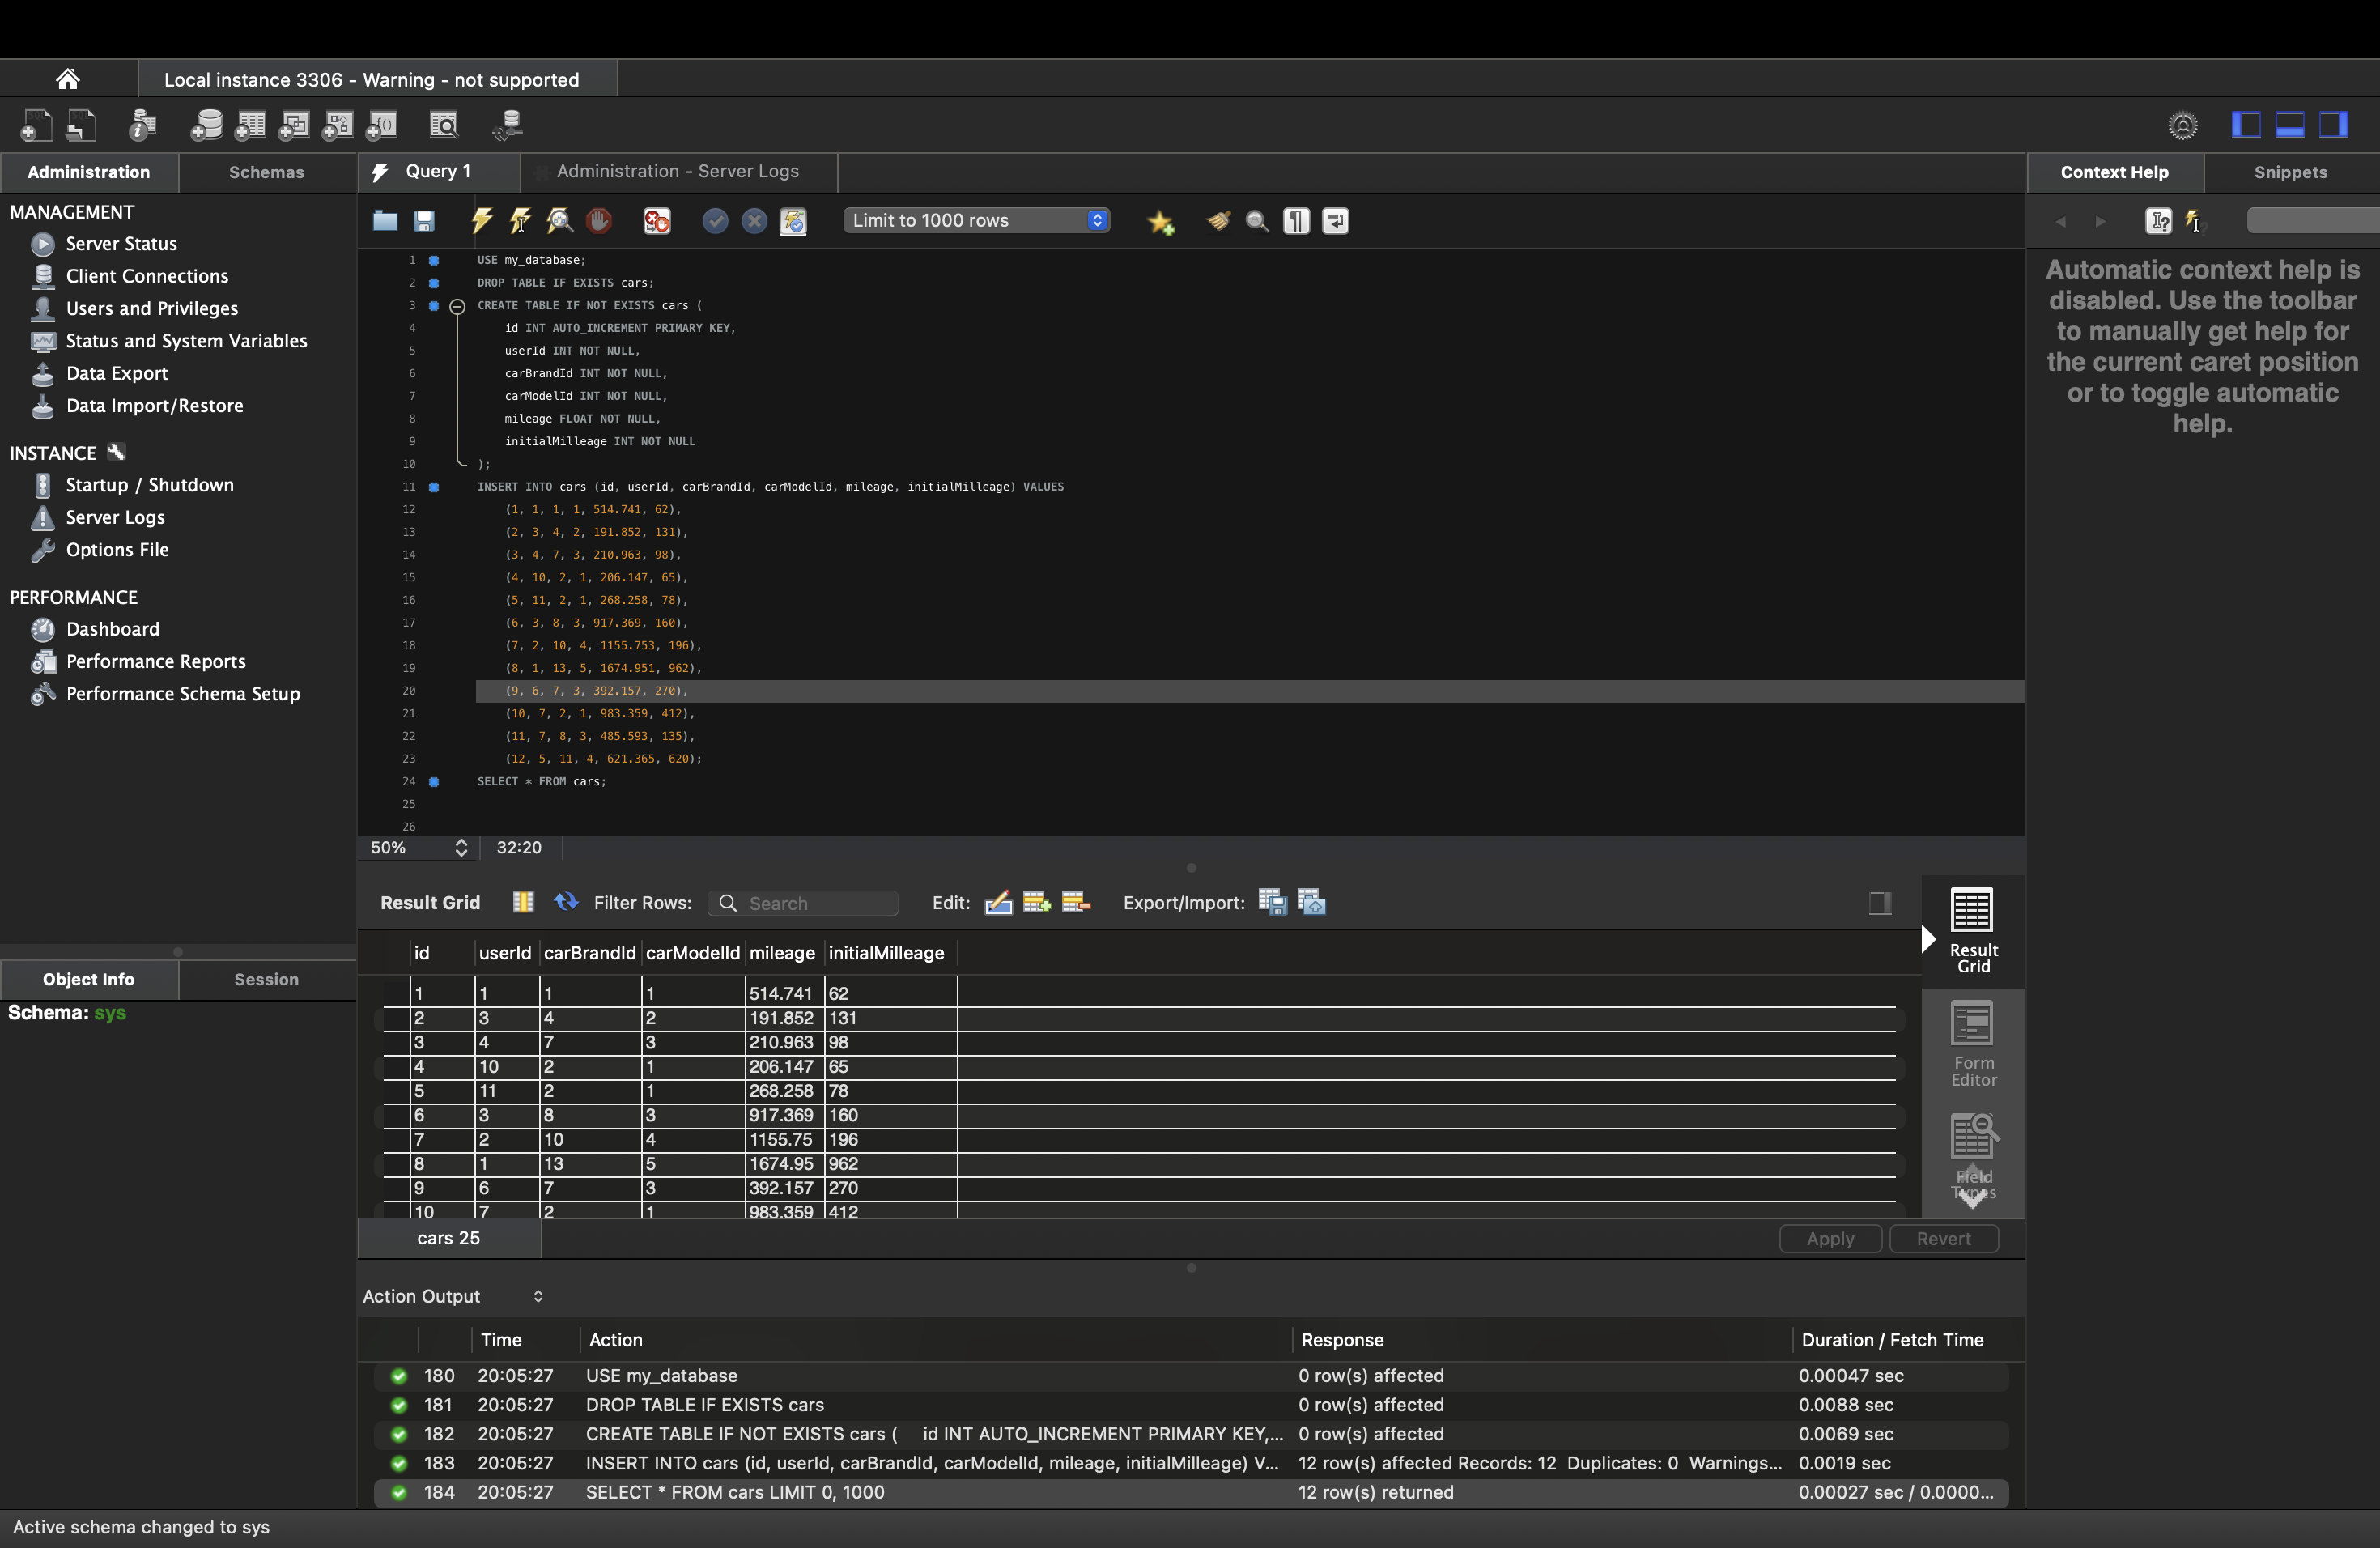 Local instance 3306 - Warning - not supported
Administration
Schemas
MANAGEMENT
Server Status
Client Connections
Users and Privileges
Status and System Variables
Data Export
Data Import/Restore
INSTANCE
Startup / Shutdown
Server Logs
Options File
PERFORMANCE
Dashboard
Performance Reports
Performance Schema Setup
Object Info
Session
Schema: sys
Query 1
Administration - Server Logs
Limit to 1000 rows
1 USE my_database;
2 DROP TABLE IF EXISTS cars;
3 CREATE TABLE IF NOT EXISTS cars (
4 id INT AUTO_INCREMENT PRIMARY KEY,
5 userId INT NOT NULL,
6 carBrandId INT NOT NULL,
7 carModelId INT NOT NULL,
8 mileage FLOAT NOT NULL,
9 initialMilleage INT NOT NULL
10 );
11 INSERT INTO cars (id, userId, carBrandId, carModelId, mileage, initialMilleage) VALUES
12 (1, 1, 1, 1, 514.741, 62),
13 (2, 3, 4, 2, 191.852, 131),
14 (3, 4, 7, 3, 210.963, 98),
15 (4, 10, 2, 1, 206.147, 65),
16 (5, 11, 2, 1, 268.258, 78),
17 (6, 3, 8, 3, 917.369, 160),
18 (7, 2, 10, 4, 1155.753, 196),
19 (8, 1, 13, 5, 1674.951, 962),
20 (9, 6, 7, 3, 392.157, 270),
21 (10, 7, 2, 1, 983.359, 412),
22 (11, 7, 8, 3, 485.593, 135),
23 (12, 5, 11, 4, 621.365, 620);
24 SELECT * FROM cars;
25
26
50% 32:20
Result Grid Filter Rows: Search Edit: Export/Import:
id userId carBrandId carModelId mileage initialMilleage
1 1 1 1 514.741 62
2 3 4 2 191.852 131
3 4 7 3 210.963 98
4 10 2 1 206.147 65
5 11 2 1 268.258 78
6 3 8 3 917.369 160
7 2 10 4 1155.75 196
8 1 13 5 1674.95 962
9 6 7 3 392.157 270
10 7 2 1 983.359 412
Result
Grid
Form
Editor
Field
Types
cars 25
Apply
Revert
Action Output
Time Action Response Duration / Fetch Time
180 20:05:27 USE my_database 0 row(s) affected 0.00047 sec
181 20:05:27 DROP TABLE IF EXISTS cars 0 row(s) affected 0.0088 sec
182 20:05:27 CREATE TABLE IF NOT EXISTS cars ( id INT AUTO_INCREMENT PRIMARY KEY,... 0 row(s) affected 0.0069 sec
183 20:05:27 INSERT INTO cars (id, userId, carBrandId, carModelId, mileage, initialMilleage) V... 12 row(s) affected Records: 12 Duplicates: 0 Warnings... 0.0019 sec
184 20:05:27 SELECT * FROM cars LIMIT 0, 1000 12 row(s) returned 0.00027 sec / 0.0000...
Context Help
Snippets
Automatic context help is
disabled. Use the toolbar
to manually get help for
the current caret position
or to toggle automatic
help.
Active schema changed to sys